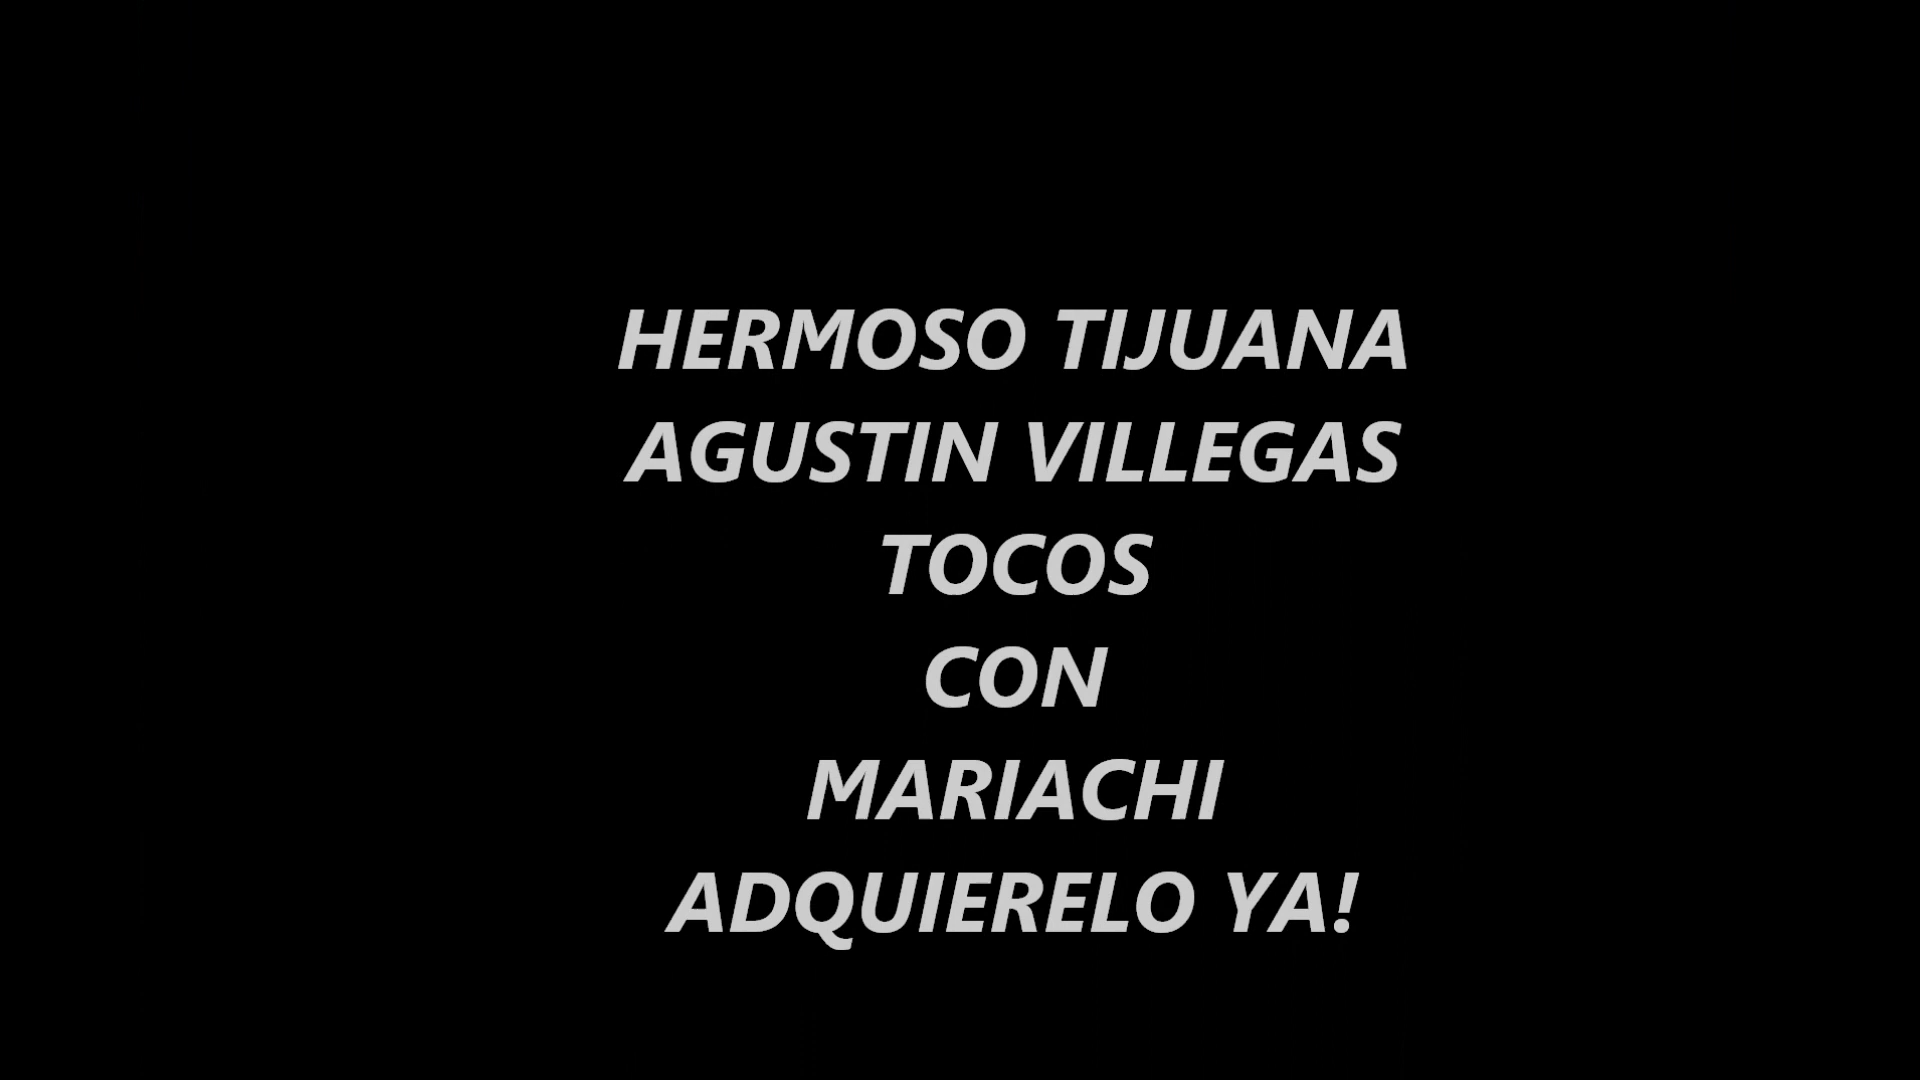 HERMOSO TIJUANA
AGUSTIN VILLEGAS
TOCOS
CON
MARIACHI
ADQUIERELO YA!